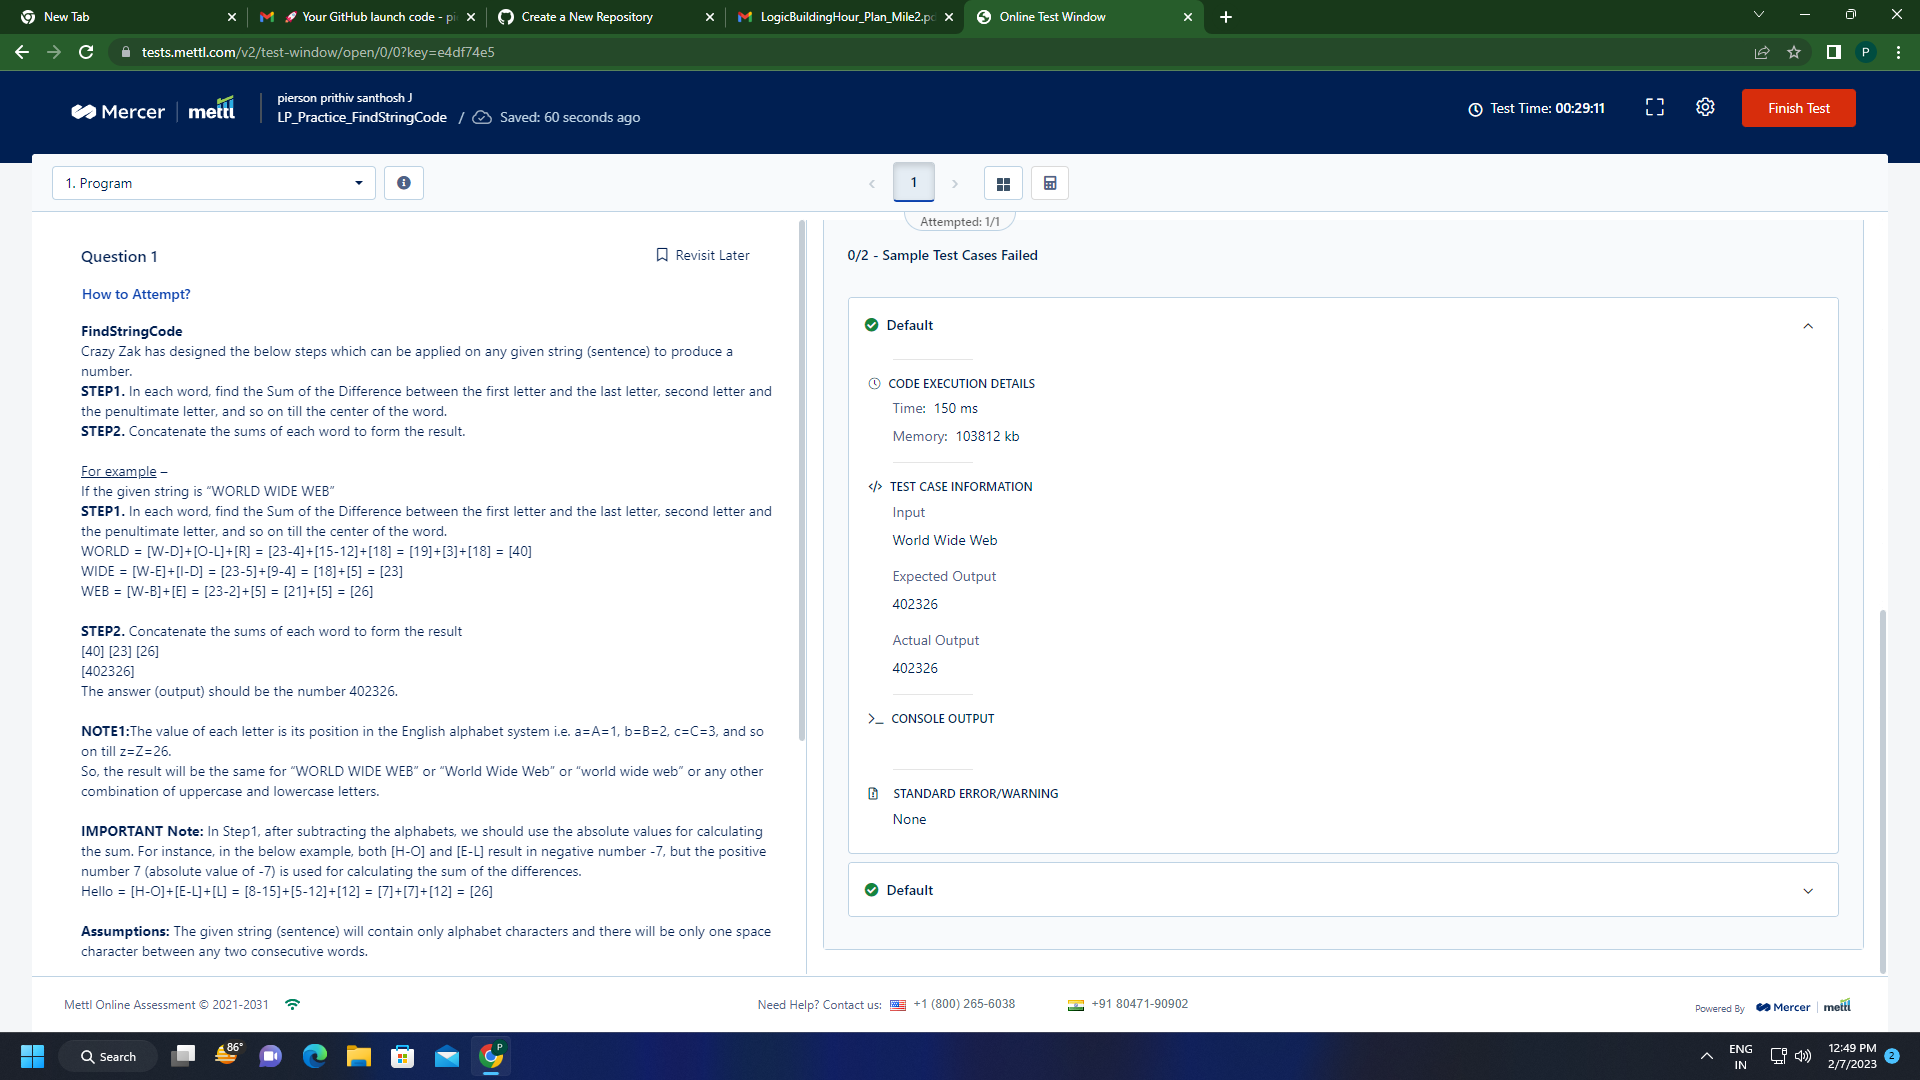 New Tab
🚀 Your GitHub launch code - pi
Create a New Repository
LogicBuildingHour_Plan_Mile2.pd
Online Test Window
tests.mettl.com/v2/test-window/open/0/0?key=e4df74e5
P
Mercer | mettl
pierson prithiv santhosh J
LP_Practice_FindStringCode / Saved: 60 seconds ago
Test Time: 00:29:11
Finish Test
1. Program
1
Attempted: 1/1
Question 1
Revisit Later
How to Attempt?
FindStringCode
Crazy Zak has designed the below steps which can be applied on any given string (sentence) to produce a
number.
STEP1. In each word, find the Sum of the Difference between the first letter and the last letter, second letter and
the penultimate letter, and so on till the center of the word.
STEP2. Concatenate the sums of each word to form the result.
For example –
If the given string is “WORLD WIDE WEB”
STEP1. In each word, find the Sum of the Difference between the first letter and the last letter, second letter and
the penultimate letter, and so on till the center of the word.
WORLD = [W-D]+[O-L]+[R] = [23-4]+[15-12]+[18] = [19]+[3]+[18] = [40]
WIDE = [W-E]+[I-D] = [23-5]+[9-4] = [18]+[5] = [23]
WEB = [W-B]+[E] = [23-2]+[5] = [21]+[5] = [26]
STEP2. Concatenate the sums of each word to form the result
[40] [23] [26]
[402326]
The answer (output) should be the number 402326.
NOTE1:The value of each letter is its position in the English alphabet system i.e. a=A=1, b=B=2, c=C=3, and so
on till z=Z=26.
So, the result will be the same for “WORLD WIDE WEB” or “World Wide Web” or “world wide web” or any other
combination of uppercase and lowercase letters.
IMPORTANT Note: In Step1, after subtracting the alphabets, we should use the absolute values for calculating
the sum. For instance, in the below example, both [H-O] and [E-L] result in negative number -7, but the positive
number 7 (absolute value of -7) is used for calculating the sum of the differences.
Hello = [H-O]+[E-L]+[L] = [8-15]+[5-12]+[12] = [7]+[7]+[12] = [26]
Assumptions: The given string (sentence) will contain only alphabet characters and there will be only one space
character between any two consecutive words.
0/2 - Sample Test Cases Failed
Default
CODE EXECUTION DETAILS
Time: 150 ms
Memory: 103812 kb
</> TEST CASE INFORMATION
Input
World Wide Web
Expected Output
402326
Actual Output
402326
CONSOLE OUTPUT
STANDARD ERROR/WARNING
None
Default
Mettl Online Assessment © 2021-2031
Need Help? Contact us: +1 (800) 265-6038
+91 80471-90902
Powered By Mercer | mettl
Search
86°
P
ENG
IN
12:49 PM
2/7/2023
2